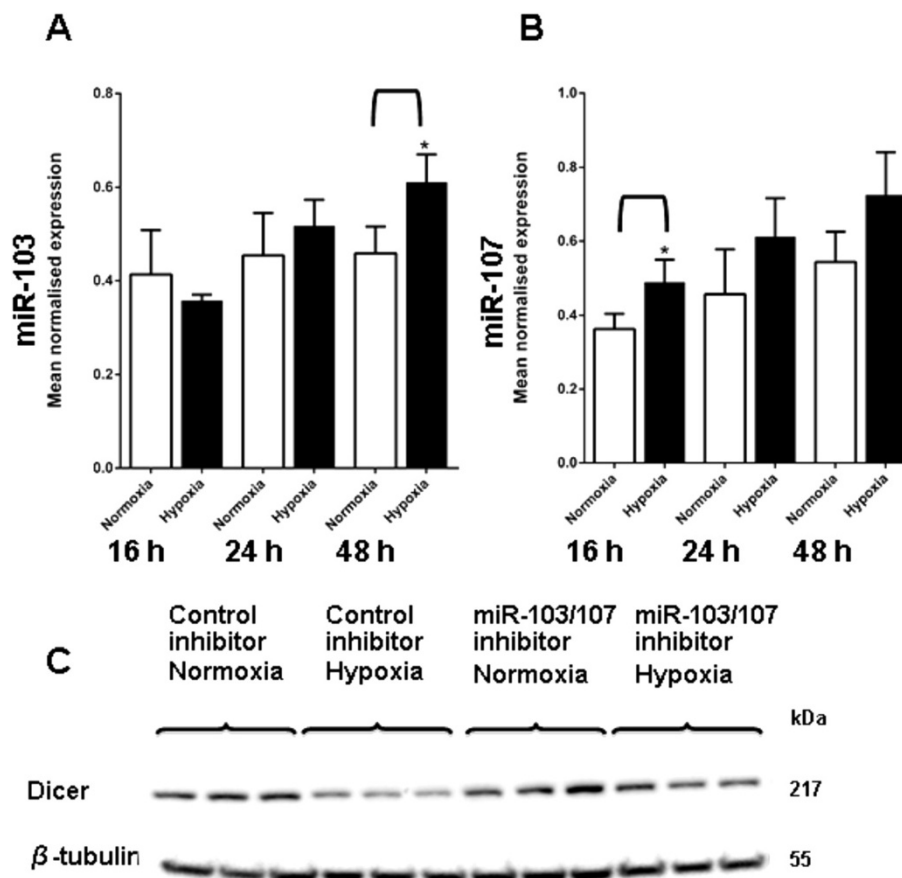 A
miR-103
Mean normalised expression
0.8
0.6
0.4
0.2
0.0
*
Normoxia
Hypoxia
Normoxia
Hypoxia
Normoxia
Hypoxia
16 h
24 h
48 h
B
miR-107
Mean normalised expression
1.0
0.8
0.6
0.4
0.2
0.0
*
Normoxia
Hypoxia
Normoxia
Hypoxia
Normoxia
Hypoxia
16 h
24 h
48 h
C
Control
inhibitor
Normoxia
Control
inhibitor
Hypoxia
miR-103/107
inhibitor
Normoxia
miR-103/107
inhibitor
Hypoxia
kDa
Dicer
217
β-tubulin
55